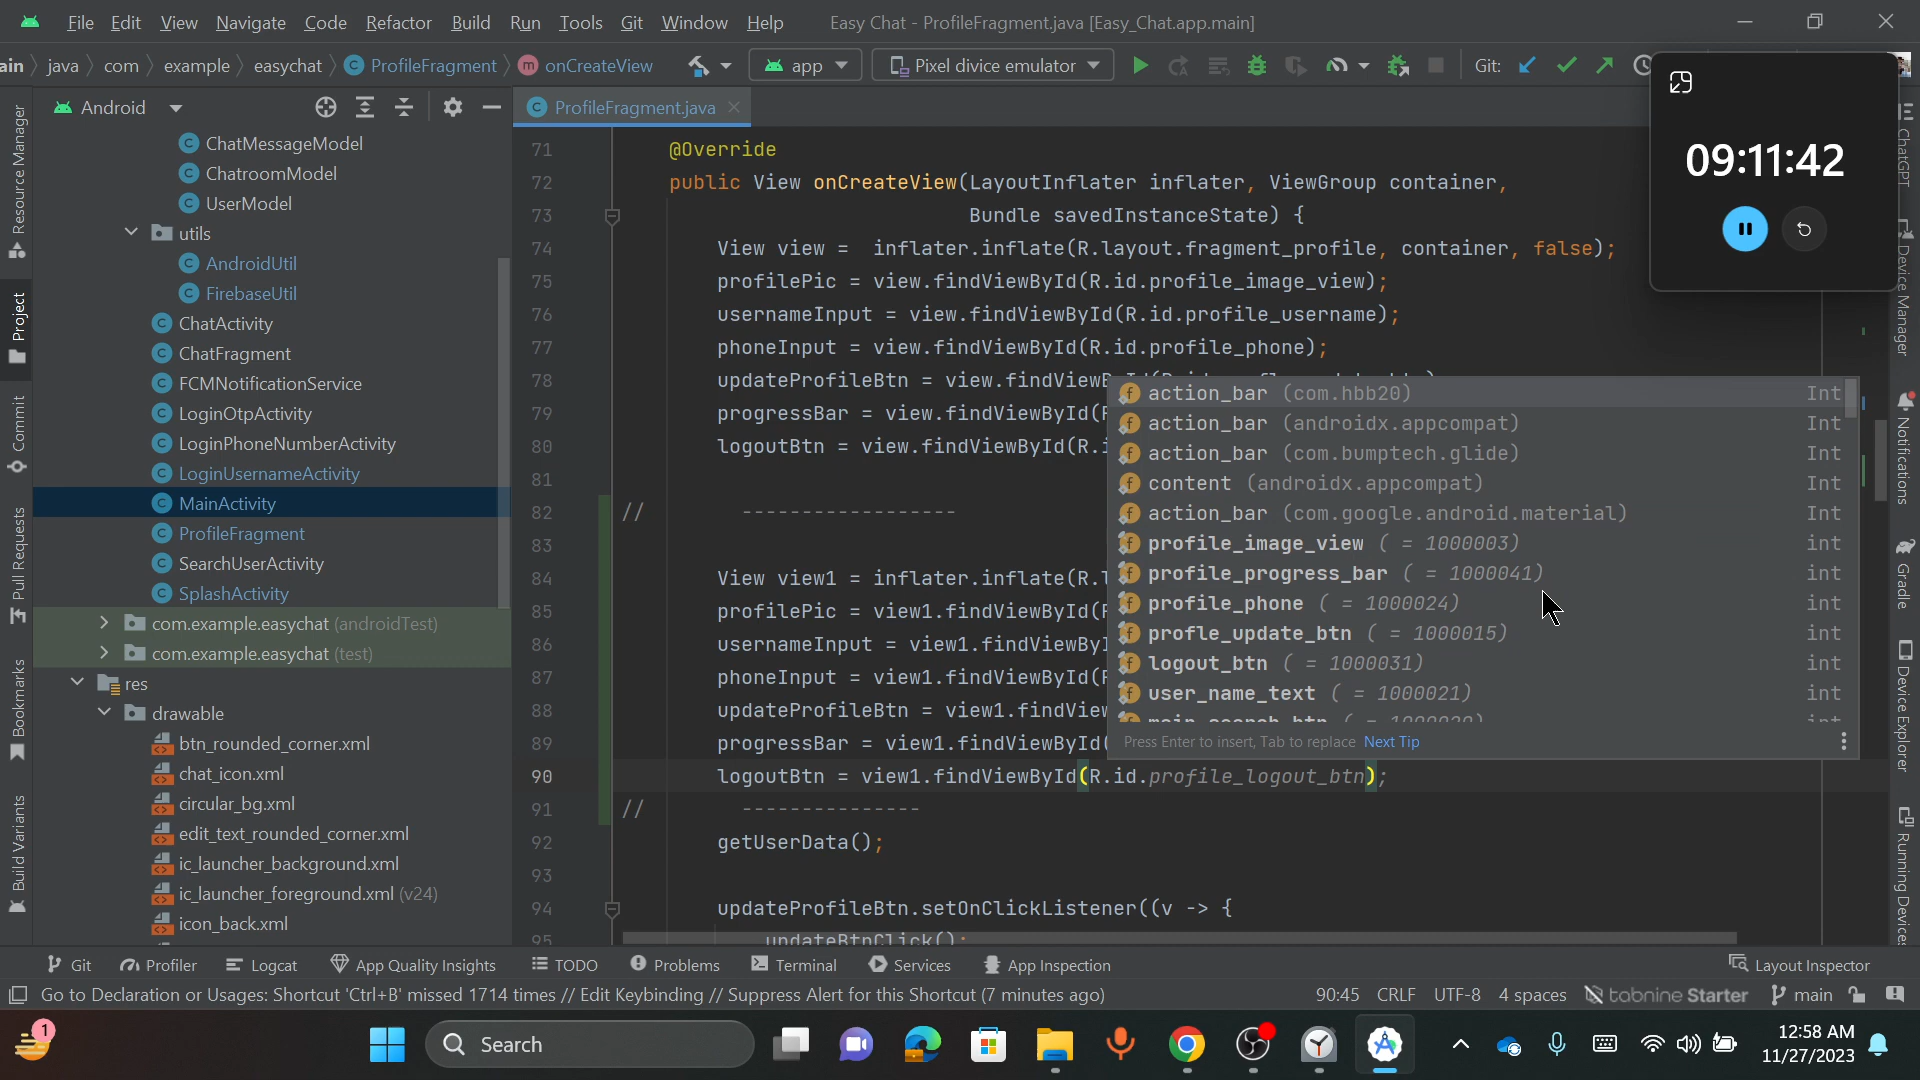 File Edit View Navigate Code Refactor Build Run Tools Git Window Help Easy Chat - ProfileFragment.java [Easy_Chat.app.main]
ain java com example easychat ProfileFragment onCreateView app Pixel divice emulator Git:
Android
ProfileFragment.java
09:11:42
Resource Manager
Project
Commit
Pull Requests
Bookmarks
Build Variants
ChatMessageModel
ChatroomModel
UserModel
utils
AndroidUtil
FirebaseUtil
ChatActivity
ChatFragment
FCMNotificationService
LoginOtpActivity
LoginPhoneNumberActivity
LoginUsernameActivity
MainActivity
ProfileFragment
SearchUserActivity
SplashActivity
com.example.easychat (androidTest)
com.example.easychat (test)
res
drawable
btn_rounded_corner.xml
chat_icon.xml
circular_bg.xml
edit_text_rounded_corner.xml
ic_launcher_background.xml
ic_launcher_foreground.xml (v24)
icon_back.xml
71 @Override
72 public View onCreateView(LayoutInflater inflater, ViewGroup container,
73 Bundle savedInstanceState) {
74 View view = inflater.inflate(R.layout.fragment_profile, container, false);
75 profilePic = view.findViewById(R.id.profile_image_view);
76 usernameInput = view.findViewById(R.id.profile_username);
77 phoneInput = view.findViewById(R.id.profile_phone);
78 updateProfileBtn = view.findViewB
79 progressBar = view.findViewById(
80 logoutBtn = view.findViewById(R.
81
82 // ------------------
83
84 View view1 = inflater.inflate(R.
85 profilePic = view1.findViewById(
86 usernameInput = view1.findViewBy
87 phoneInput = view1.findViewById(
88 updateProfileBtn = view1.findVie
89 progressBar = view1.findViewById
90 logoutBtn = view1.findViewById(R.id.profile_logout_btn);
91 // ---------------
92 getUserData();
93
94 updateProfileBtn.setOnClickListener((v -> {
95 updateBtnClick();
action_bar (com.hbb20) Int
action_bar (androidx.appcompat) Int
action_bar (com.bumptech.glide) Int
content (androidx.appcompat) Int
action_bar (com.google.android.material) Int
profile_image_view ( = 1000003) int
profile_progress_bar ( = 1000041) int
profile_phone ( = 1000024) int
profle_update_btn ( = 1000015) int
logout_btn ( = 1000031) int
user_name_text ( = 1000021) int
Press Enter to insert, Tab to replace Next Tip
ChatGPT
Device Manager
Notifications
Gradle
Device Explorer
Running Devices
Git Profiler Logcat App Quality Insights TODO Problems Terminal Services App Inspection Layout Inspector
Go to Declaration or Usages: Shortcut 'Ctrl+B' missed 1714 times // Edit Keybinding // Suppress Alert for this Shortcut (7 minutes ago) 90:45 CRLF UTF-8 4 spaces tabnine Starter main
1 Search 12:58 AM
11/27/2023